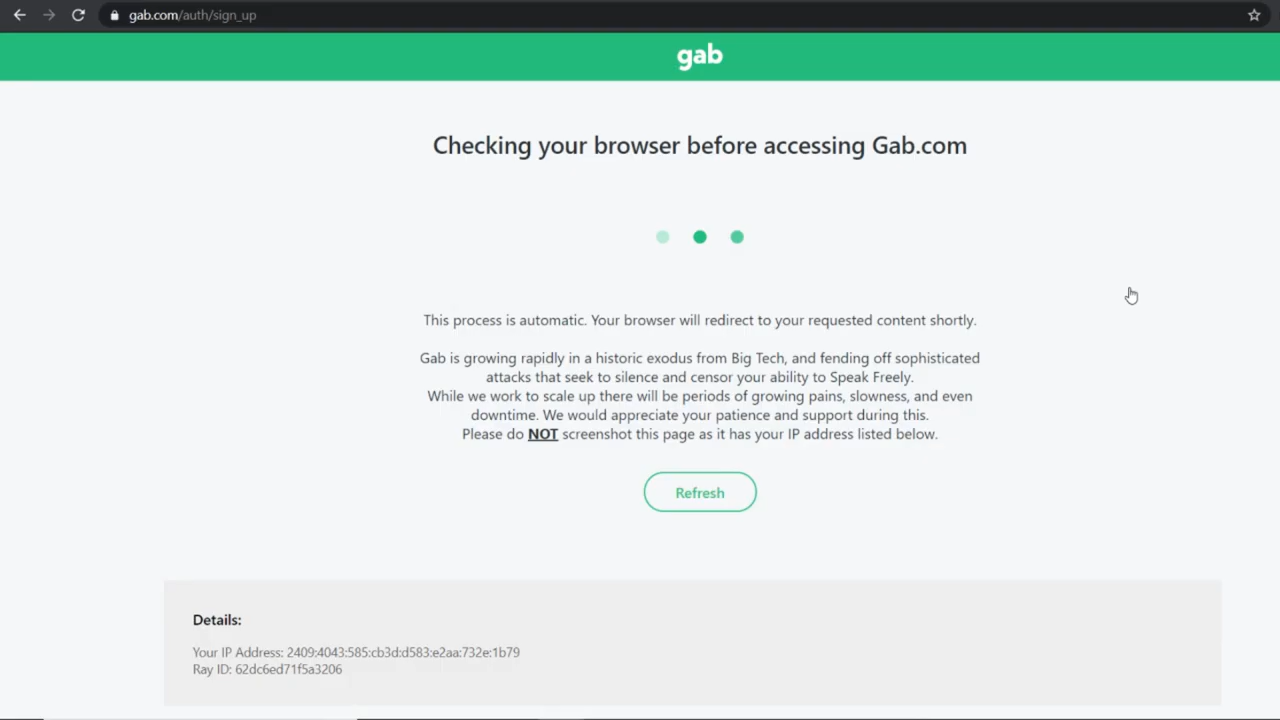 gab.com/auth/sign_up
gab
Checking your browser before accessing Gab.com
This process is automatic. Your browser will redirect to your requested content shortly.
Gab is growing rapidly in a historic exodus from Big Tech, and fending off sophisticated
attacks that seek to silence and censor your ability to Speak Freely.
While we work to scale up there will be periods of growing pains, slowness, and even
downtime. We would appreciate your patience and support during this.
Please do NOT screenshot this page as it has your IP address listed below.
Refresh
Details:
Your IP Address: 2409:4043:585:cb3d:d583:e2aa:732e:1b79
Ray ID: 62dc6ed71f5a3206